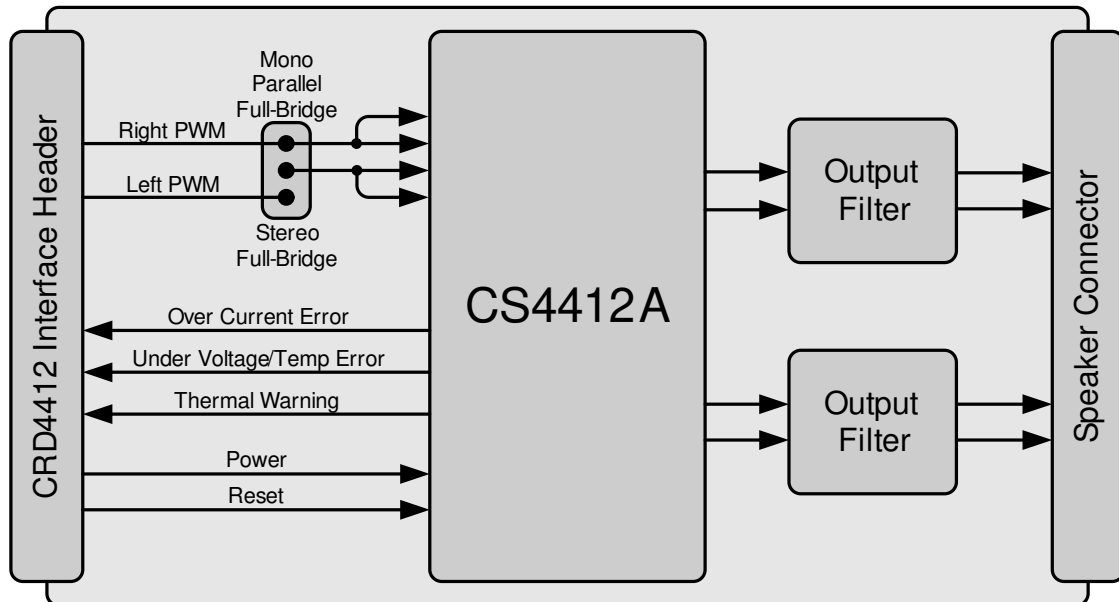 CRD4412 Interface Header
Mono
Parallel
Full-Bridge
Right PWM
Left PWM
Stereo
Full-Bridge
Over Current Error
Under Voltage/Temp Error
Thermal Warning
Power
Reset
CS4412A
Output
Filter
Output
Filter
Speaker Connector